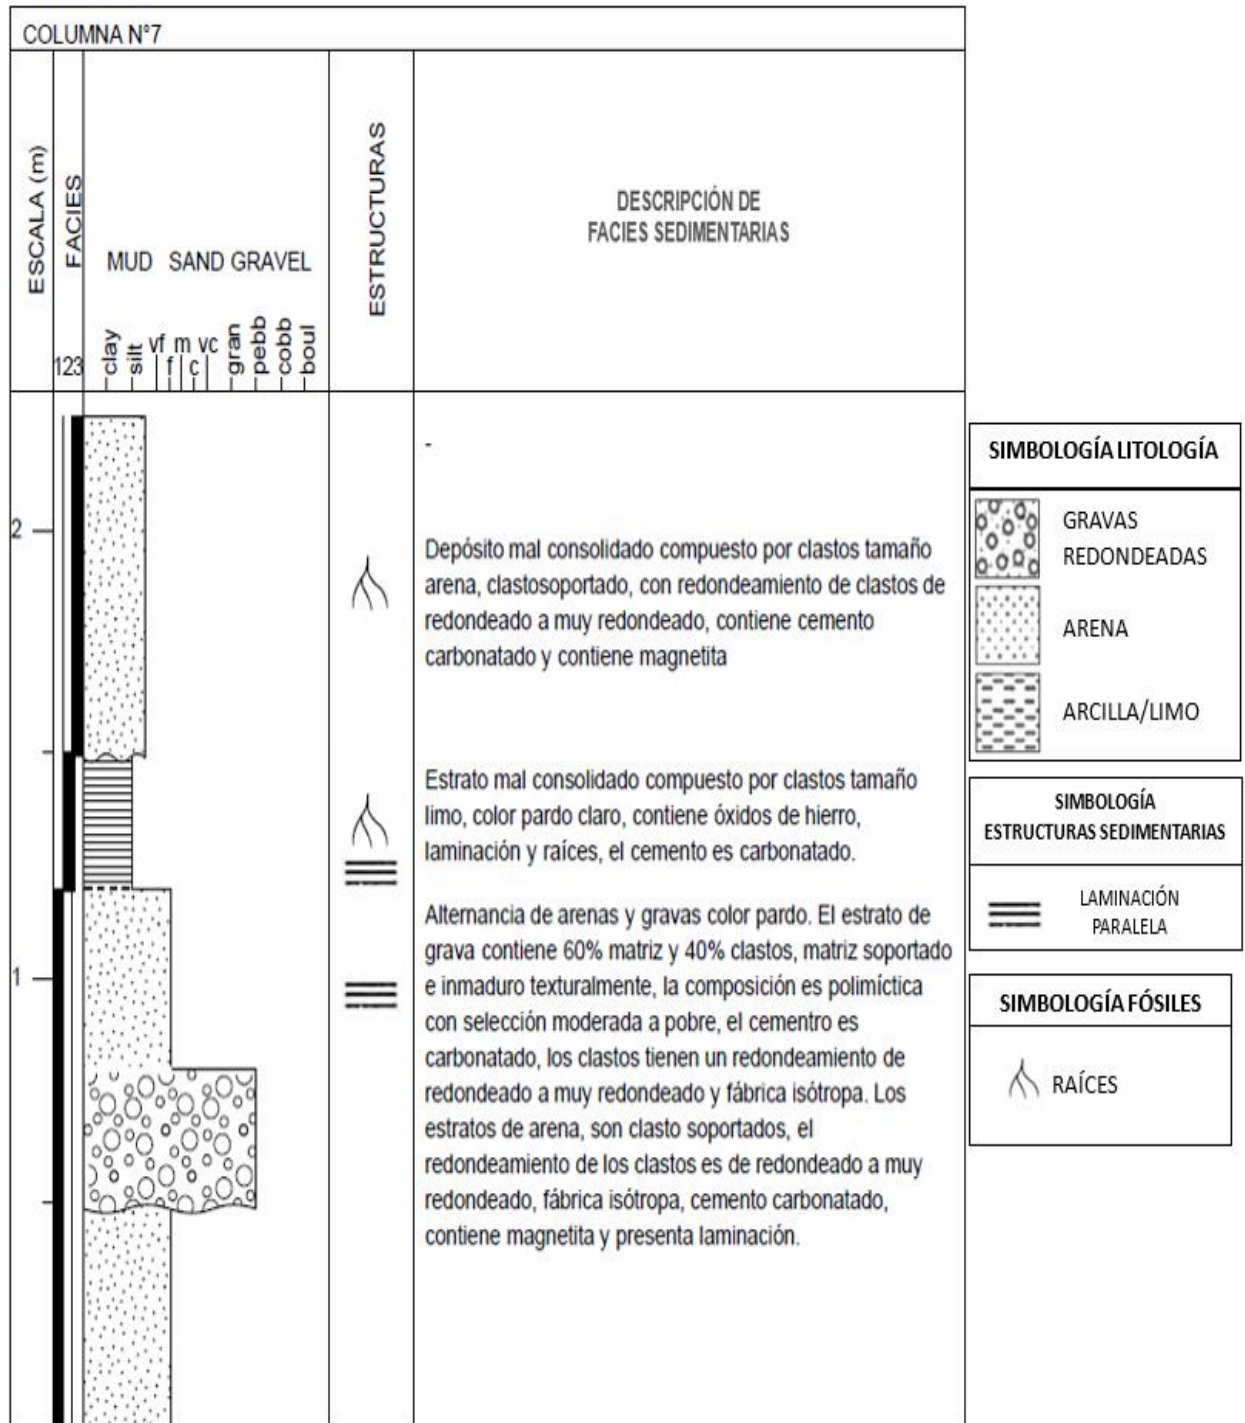 COLUMNA N°7
ESCALA (m)
FACIES
MUD SAND GRAVEL
ESTRUCTURAS
DESCRIPCIÓN DE
FACIES SEDIMENTARIAS
123
clay
silt
vf
f
m
c
vc
gran
pebb
cobb
boul
-
2
Depósito mal consolidado compuesto por clastos tamaño
arena, clastosoportado, con redondeamiento de clastos de
redondeado a muy redondeado, contiene cemento
carbonatado y contiene magnetita
Estrato mal consolidado compuesto por clastos tamaño
limo, color pardo claro, contiene óxidos de hierro,
laminación y raíces, el cemento es carbonatado.
1
Alternancia de arenas y gravas color pardo. El estrato de
grava contiene 60% matriz y 40% clastos, matriz soportado
e inmaduro texturalmente, la composición es polimíctica
con selección moderada a pobre, el cementro es
carbonatado, los clastos tienen un redondeamiento de
redondeado a muy redondeado y fábrica isótropa. Los
estratos de arena, son clasto soportados, el
redondeamiento de los clastos es de redondeado a muy
redondeado, fábrica isótropa, cemento carbonatado,
contiene magnetita y presenta laminación.
SIMBOLOGÍA LITOLOGÍA
GRAVAS
REDONDEADAS
ARENA
ARCILLA/LIMO
SIMBOLOGÍA
ESTRUCTURAS SEDIMENTARIAS
LAMINACIÓN
PARALELA
SIMBOLOGÍA FÓSILES
RAÍCES